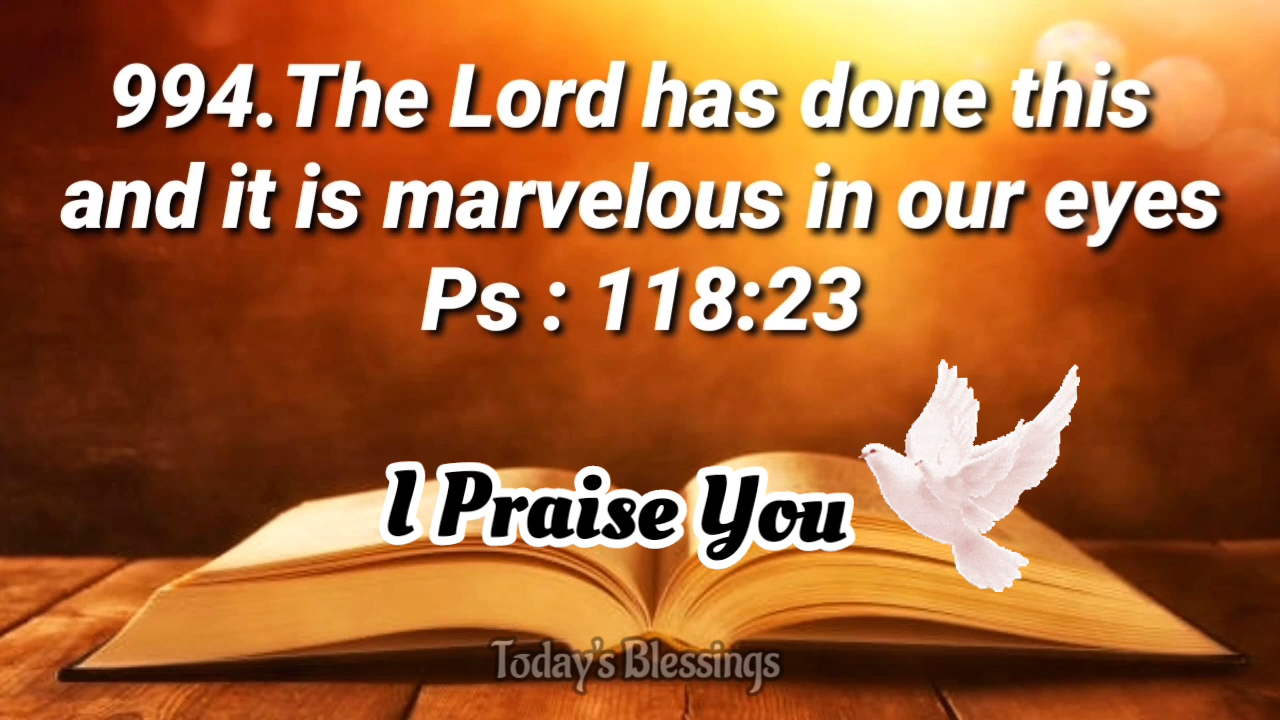 994.The Lord has done this
and it is marvelous in our eyes
Ps : 118:23
I Praise You
Today's Blessings